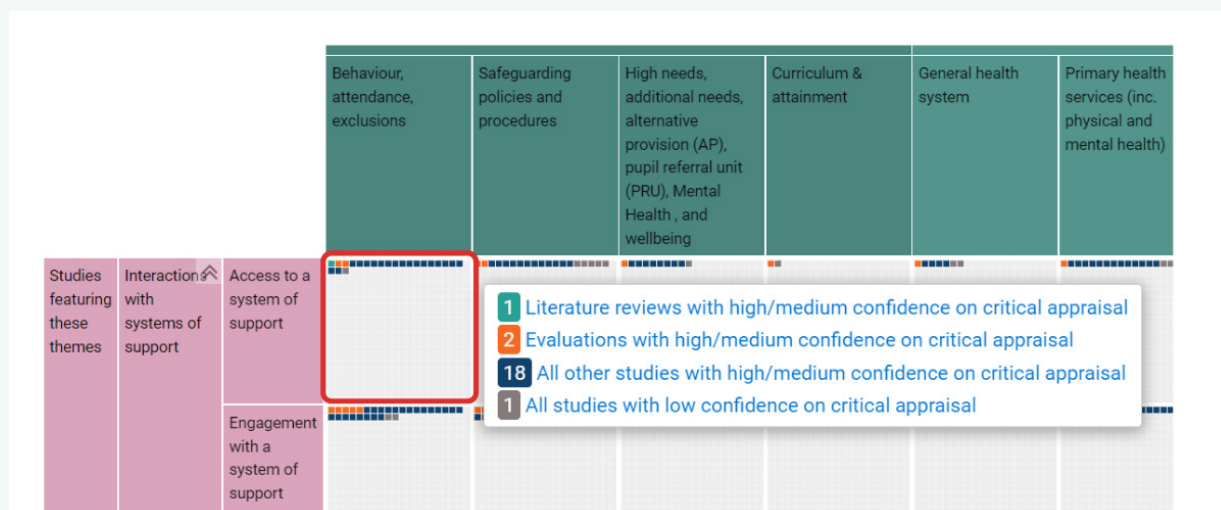 Behaviour,
attendance,
exclusions
Safeguarding
policies and
procedures
High needs,
additional needs,
alternative
provision (AP),
pupil referral unit
(PRU), Mental
Health , and
wellbeing
Curriculum &
attainment
General health
system
Primary health
services (inc.
physical and
mental health)
Studies
featuring
these
themes
Interactions
with
systems of
support
Access to a
system of
support
1 Literature reviews with high/medium confidence on critical appraisal
2 Evaluations with high/medium confidence on critical appraisal
18 All other studies with high/medium confidence on critical appraisal
1 All studies with low confidence on critical appraisal
Engagement
with a
system of
support